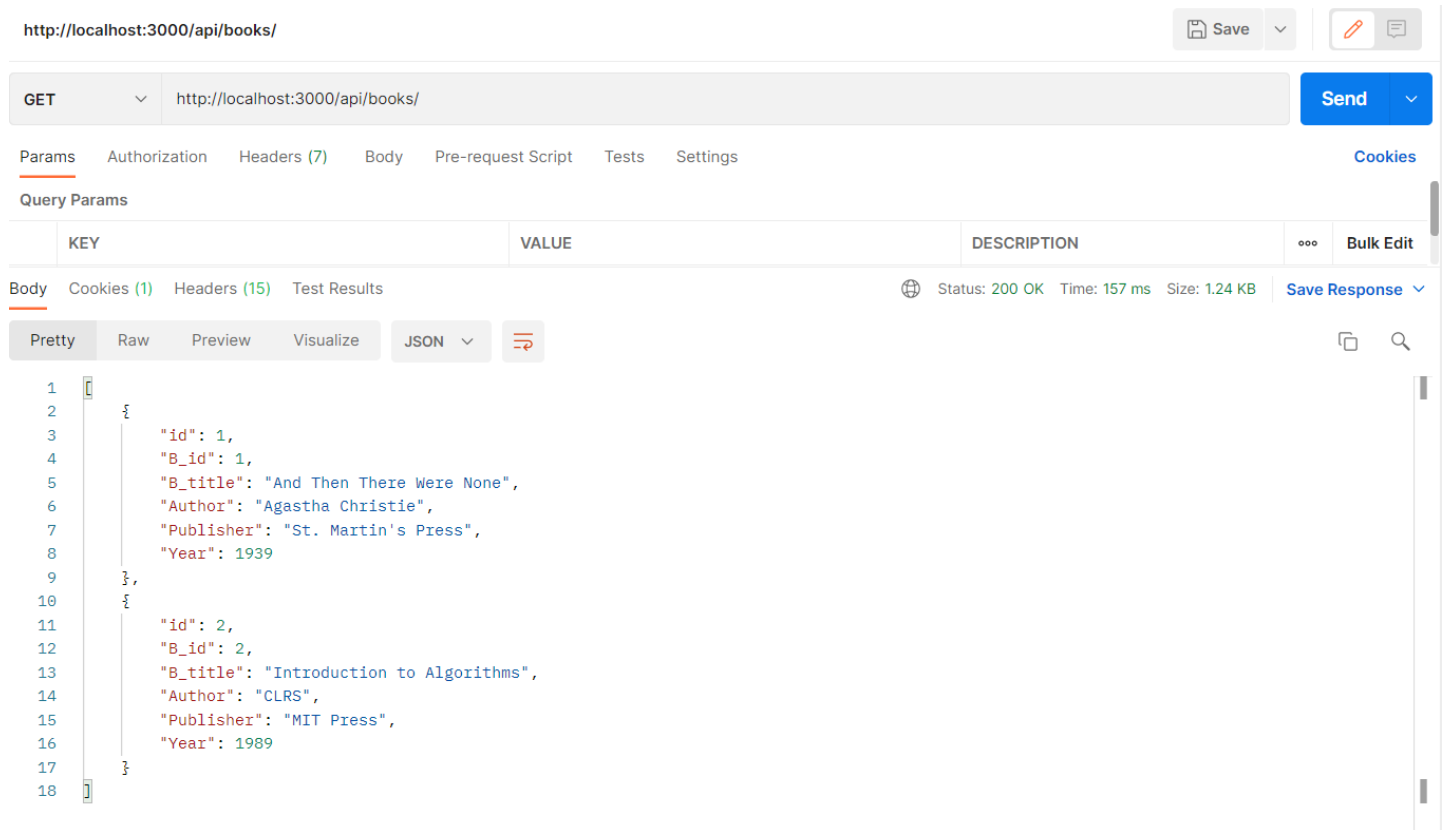 http://localhost:3000/api/books/ Save
GET http://localhost:3000/api/books/ Send
Params Authorization Headers (7) Body Pre-request Script Tests Settings Cookies
Query Params
KEY VALUE DESCRIPTION ooo Bulk Edit
Body Cookies (1) Headers (15) Test Results Status: 200 OK Time: 157 ms Size: 1.24 KB Save Response
Pretty Raw Preview Visualize JSON
1 [
2 {
3 "id": 1,
4 "B_id": 1,
5 "B_title": "And Then There Were None",
6 "Author": "Agastha Christie",
7 "Publisher": "St. Martin's Press",
8 "Year": 1939
9 },
10 {
11 "id": 2,
12 "B_id": 2,
13 "B_title": "Introduction to Algorithms",
14 "Author": "CLRS",
15 "Publisher": "MIT Press",
16 "Year": 1989
17 }
18 ]